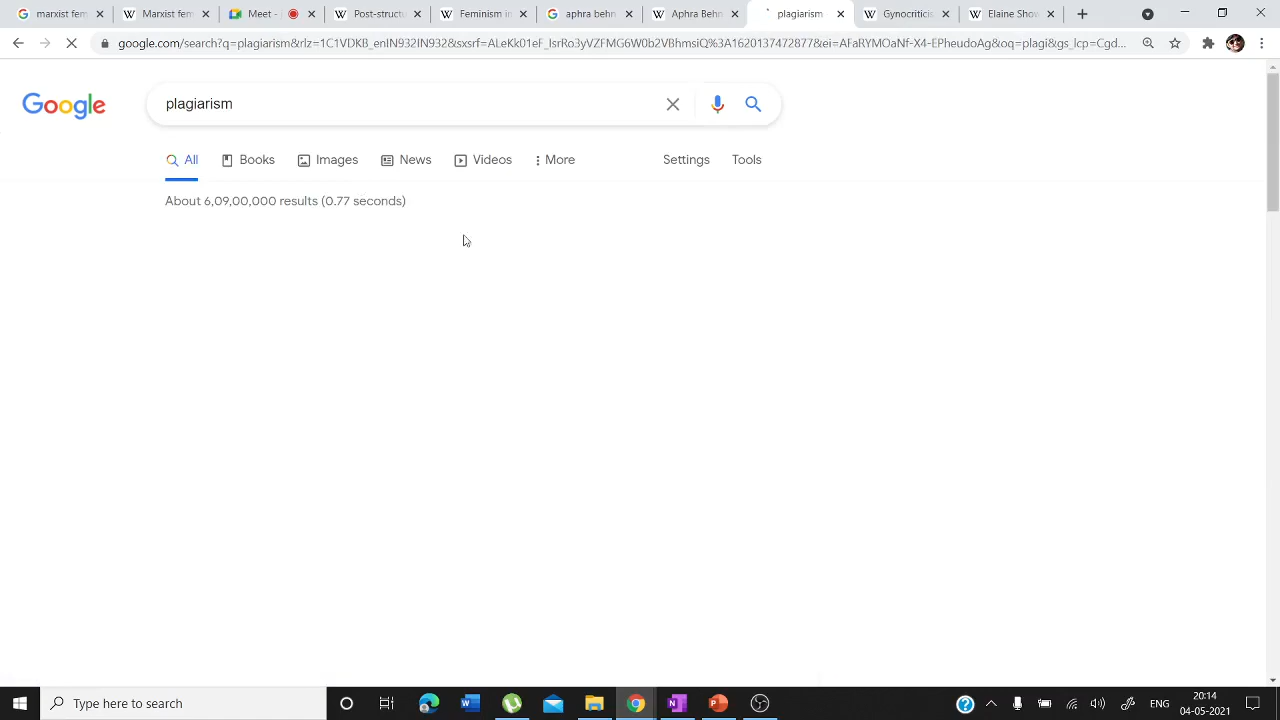 marxist fem
Marxist fem
Meet -
Post-struct
Feminism in
aphra behn
Aphra Behn
plagiarism
Gynocritici
Elaine Show
google.com/search?q=plagiarism&rlz=1C1VDKB_enIN932IN932&sxsrf=ALeKk01eF_IsrRo3yVZFMG6W0b2VBhmsiQ%3A1620137472877&ei=AFaRYMOaNf-X4-EPheudoAg&oq=plagi&gs_lcp=Cgd...
Google
plagiarism
All
Books
Images
News
Videos
More
Settings
Tools
About 6,09,00,000 results (0.77 seconds)
Type here to search
ENG
20:14
04-05-2021